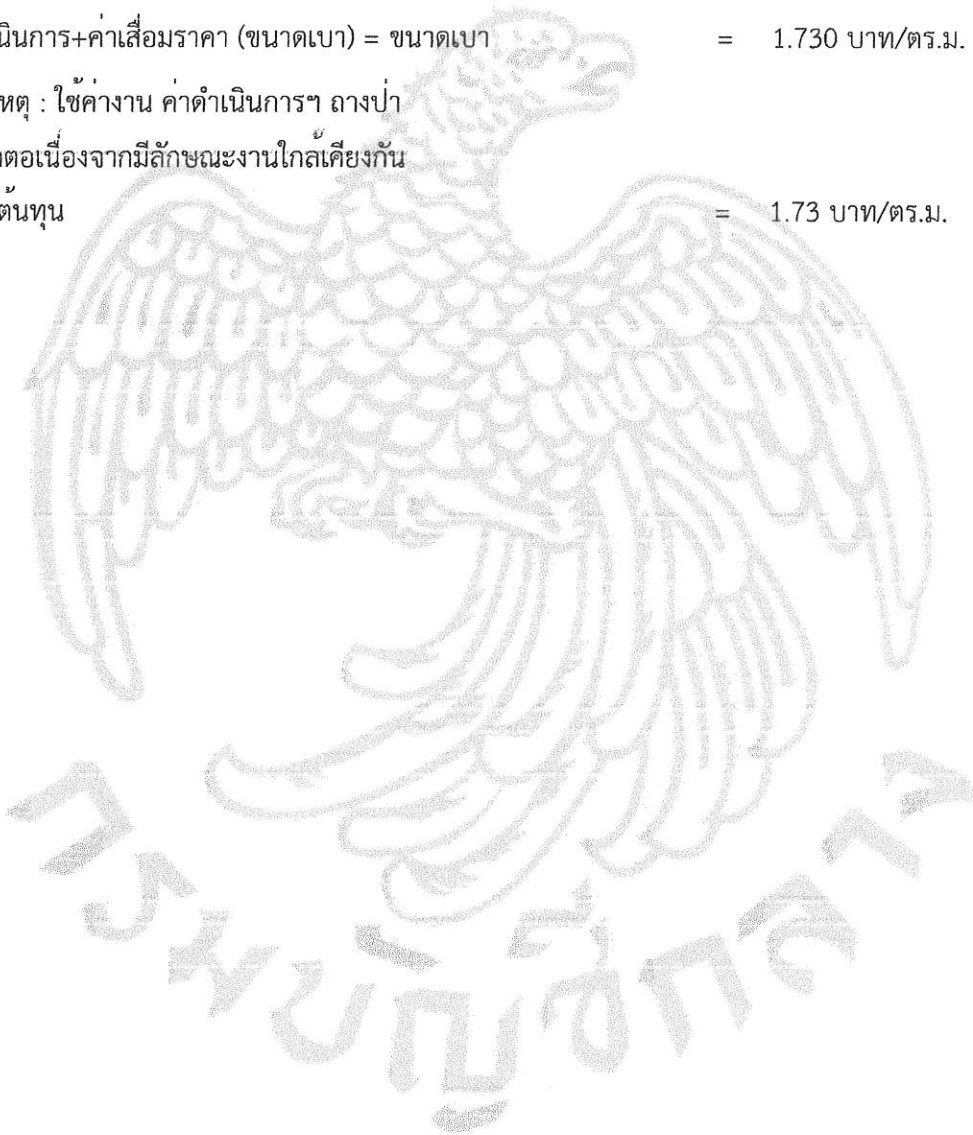 นินการ+ค่าเสื่อมราคา (ขนาดเบา) = ขนาดเบา = 1.730 บาท/ตร.ม.
หตุ : ใช้ค่างาน ค่าดำเนินการฯ ถางป่า
ตอเนื่องจากมีลักษณะงานใกล้เคียงกัน
ต้นทุน = 1.73 บาท/ตร.ม.
กรมบัญชีกลาง